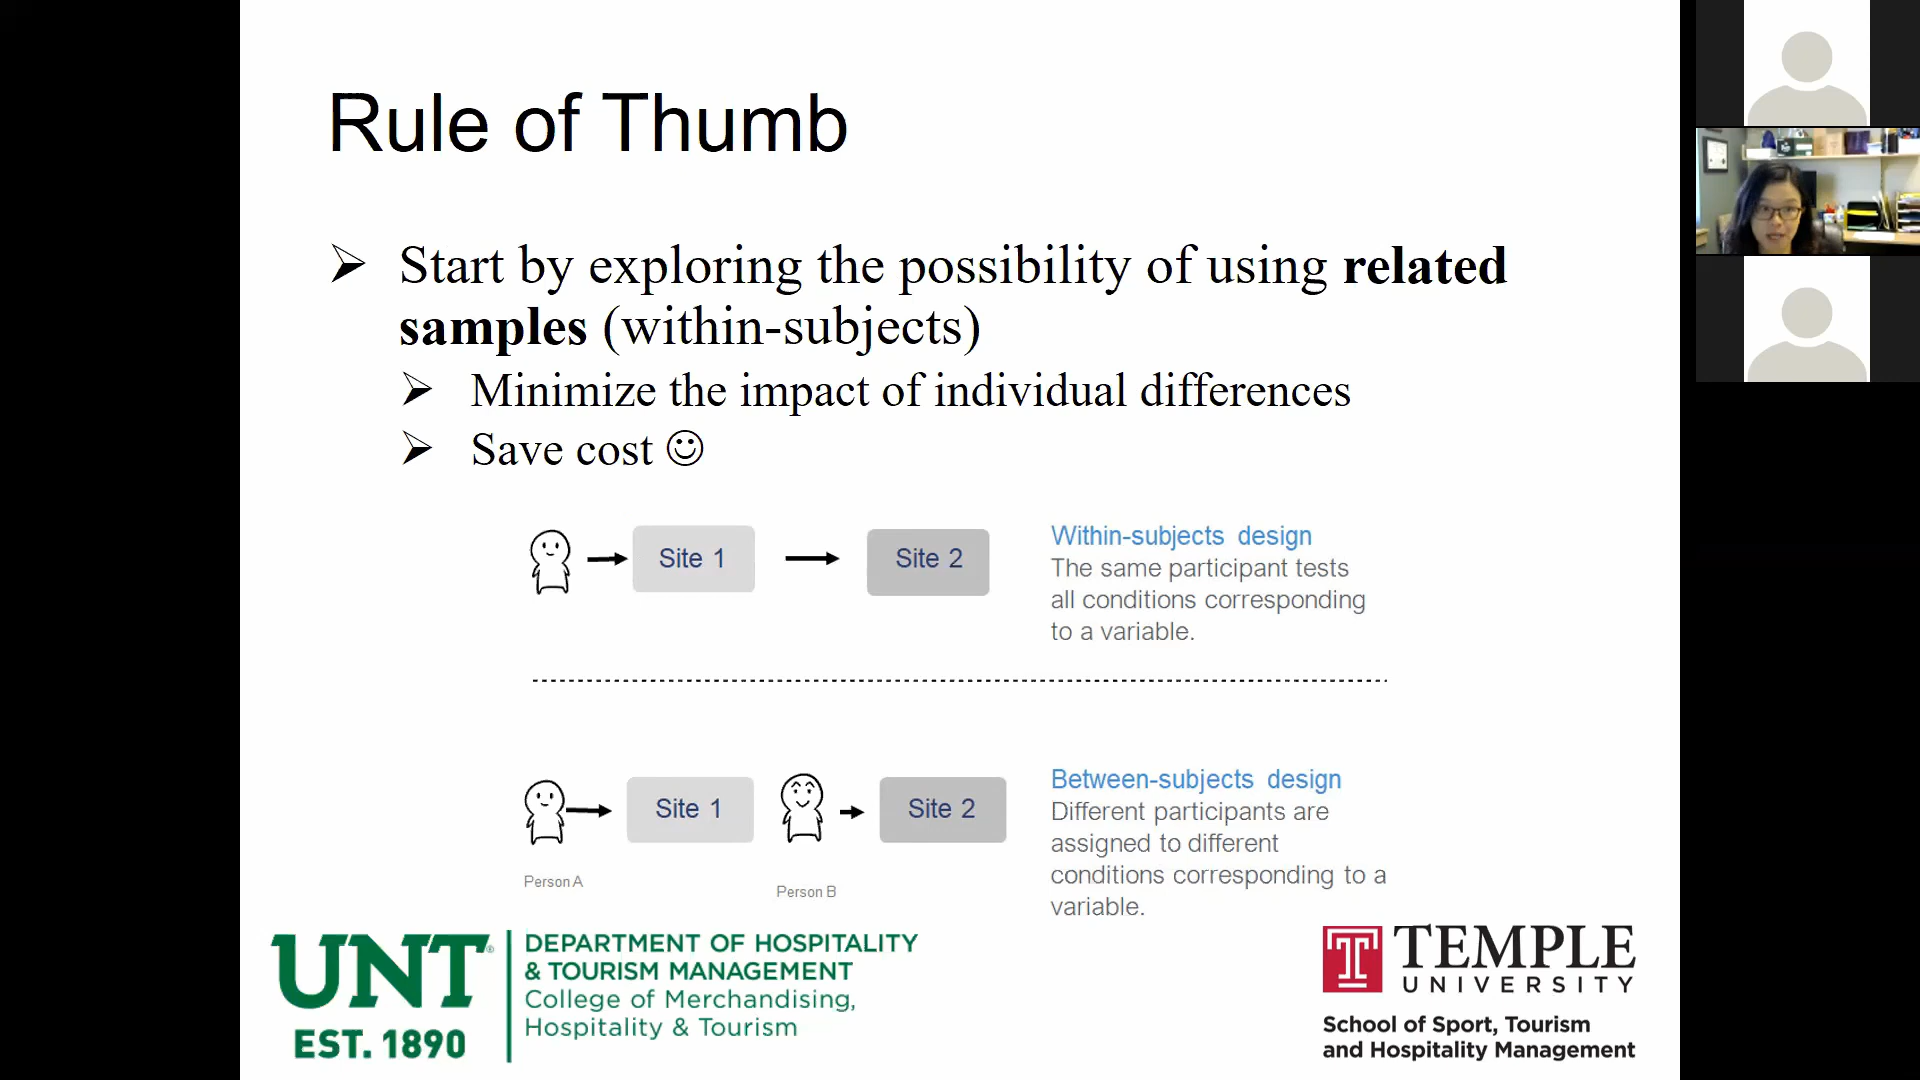 Rule of Thumb
Start by exploring the possibility of using related
samples (within-subjects)
Minimize the impact of individual differences
Save cost ☺
Site 1
Site 2
Within-subjects design
The same participant tests
all conditions corresponding
to a variable.
Site 1
Site 2
Person A
Person B
Between-subjects design
Different participants are
assigned to different
conditions corresponding to a
variable.
UNT®
EST. 1890
DEPARTMENT OF HOSPITALITY
& TOURISM MANAGEMENT
College of Merchandising,
Hospitality & Tourism
TEMPLE
UNIVERSITY
School of Sport, Tourism
and Hospitality Management